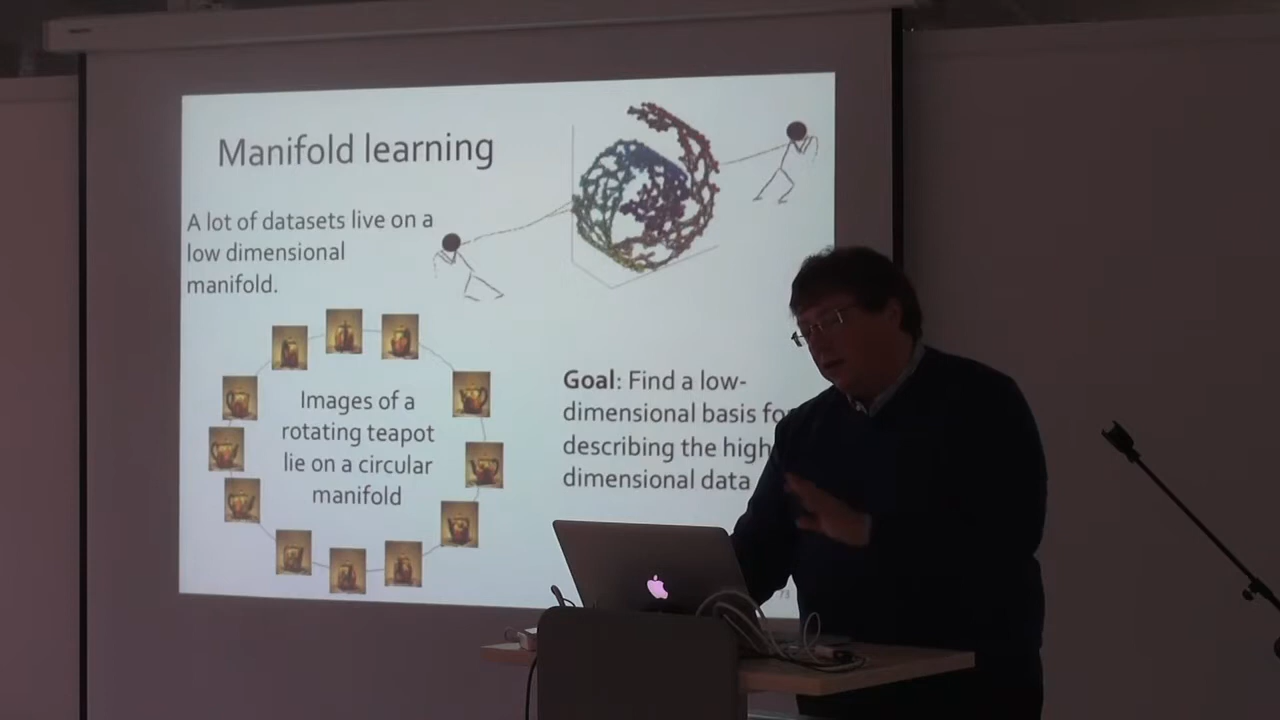 Manifold learning
A lot of datasets live on a
low dimensional
manifold.
Images of a
rotating teapot
lie on a circular
manifold
Goal: Find a low-
dimensional basis fo
describing the high
dimensional data